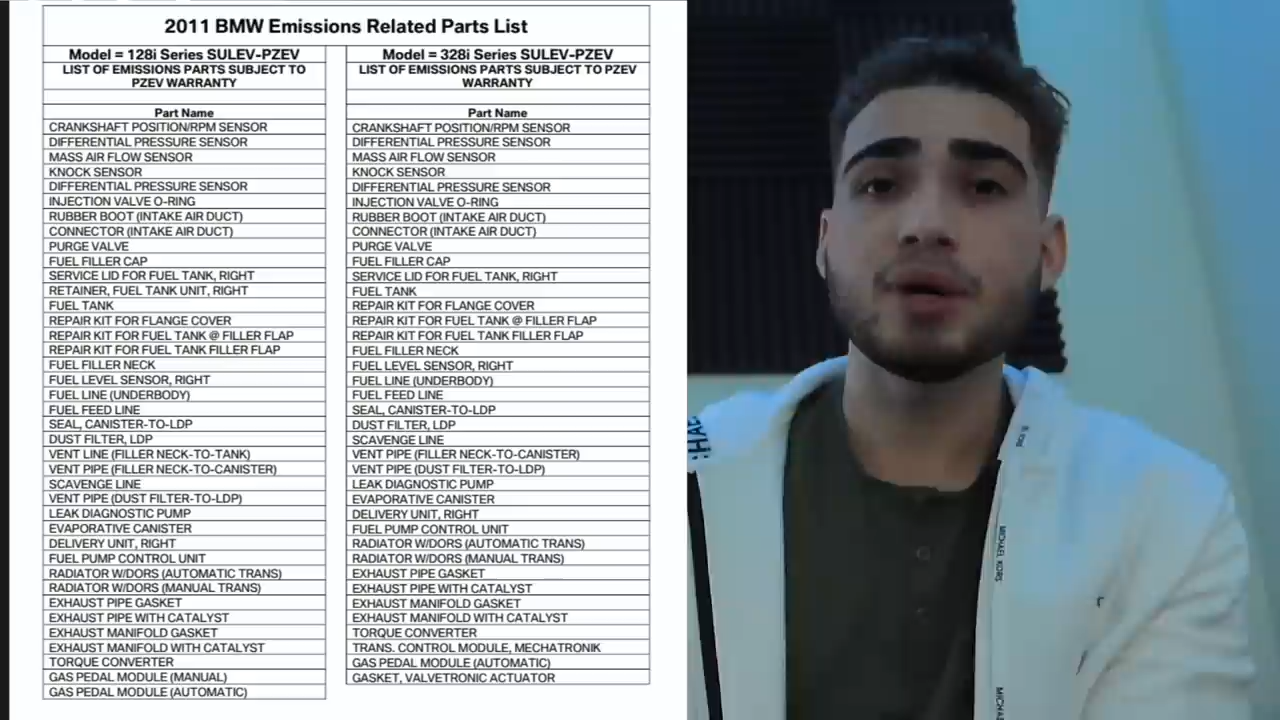 2011 BMW Emissions Related Parts List
Model = 128i Series SULEV-PZEV
LIST OF EMISSIONS PARTS SUBJECT TO
PZEV WARRANTY
Part Name
CRANKSHAFT POSITION/RPM SENSOR
DIFFERENTIAL PRESSURE SENSOR
MASS AIR FLOW SENSOR
KNOCK SENSOR
DIFFERENTIAL PRESSURE SENSOR
INJECTION VALVE O-RING
RUBBER BOOT (INTAKE AIR DUCT)
CONNECTOR (INTAKE AIR DUCT)
PURGE VALVE
FUEL FILLER CAP
SERVICE LID FOR FUEL TANK, RIGHT
RETAINER, FUEL TANK UNIT, RIGHT
FUEL TANK
REPAIR KIT FOR FLANGE COVER
REPAIR KIT FOR FUEL TANK @ FILLER FLAP
REPAIR KIT FOR FUEL TANK FILLER FLAP
FUEL FILLER NECK
FUEL LEVEL SENSOR, RIGHT
FUEL LINE (UNDERBODY)
FUEL FEED LINE
SEAL, CANISTER-TO-LDP
DUST FILTER, LDP
VENT LINE (FILLER NECK-TO-TANK)
VENT PIPE (FILLER NECK-TO-CANISTER)
SCAVENGE LINE
VENT PIPE (DUST FILTER-TO-LDP)
LEAK DIAGNOSTIC PUMP
EVAPORATIVE CANISTER
DELIVERY UNIT, RIGHT
FUEL PUMP CONTROL UNIT
RADIATOR W/DORS (AUTOMATIC TRANS)
RADIATOR W/DORS (MANUAL TRANS)
EXHAUST PIPE GASKET
EXHAUST PIPE WITH CATALYST
EXHAUST MANIFOLD GASKET
EXHAUST MANIFOLD WITH CATALYST
TORQUE CONVERTER
GAS PEDAL MODULE (MANUAL)
GAS PEDAL MODULE (AUTOMATIC)
Model = 328i Series SULEV-PZEV
LIST OF EMISSIONS PARTS SUBJECT TO PZEV
WARRANTY
Part Name
CRANKSHAFT POSITION/RPM SENSOR
DIFFERENTIAL PRESSURE SENSOR
MASS AIR FLOW SENSOR
KNOCK SENSOR
DIFFERENTIAL PRESSURE SENSOR
INJECTION VALVE O-RING
RUBBER BOOT (INTAKE AIR DUCT)
CONNECTOR (INTAKE AIR DUCT)
PURGE VALVE
FUEL FILLER CAP
SERVICE LID FOR FUEL TANK, RIGHT
FUEL TANK
REPAIR KIT FOR FLANGE COVER
REPAIR KIT FOR FUEL TANK @ FILLER FLAP
REPAIR KIT FOR FUEL TANK FILLER FLAP
FUEL FILLER NECK
FUEL LEVEL SENSOR, RIGHT
FUEL LINE (UNDERBODY)
FUEL FEED LINE
SEAL, CANISTER-TO-LDP
DUST FILTER, LDP
SCAVENGE LINE
VENT PIPE (FILLER NECK-TO-CANISTER)
VENT PIPE (DUST FILTER-TO-LDP)
LEAK DIAGNOSTIC PUMP
EVAPORATIVE CANISTER
DELIVERY UNIT, RIGHT
FUEL PUMP CONTROL UNIT
RADIATOR W/DORS (AUTOMATIC TRANS)
RADIATOR W/DORS (MANUAL TRANS)
EXHAUST PIPE GASKET
EXHAUST PIPE WITH CATALYST
EXHAUST MANIFOLD GASKET
EXHAUST MANIFOLD WITH CATALYST
TORQUE CONVERTER
TRANS. CONTROL MODULE, MECHATRONIK
GAS PEDAL MODULE (AUTOMATIC)
GASKET, VALVETRONIC ACTUATOR
MICHAEL KORS